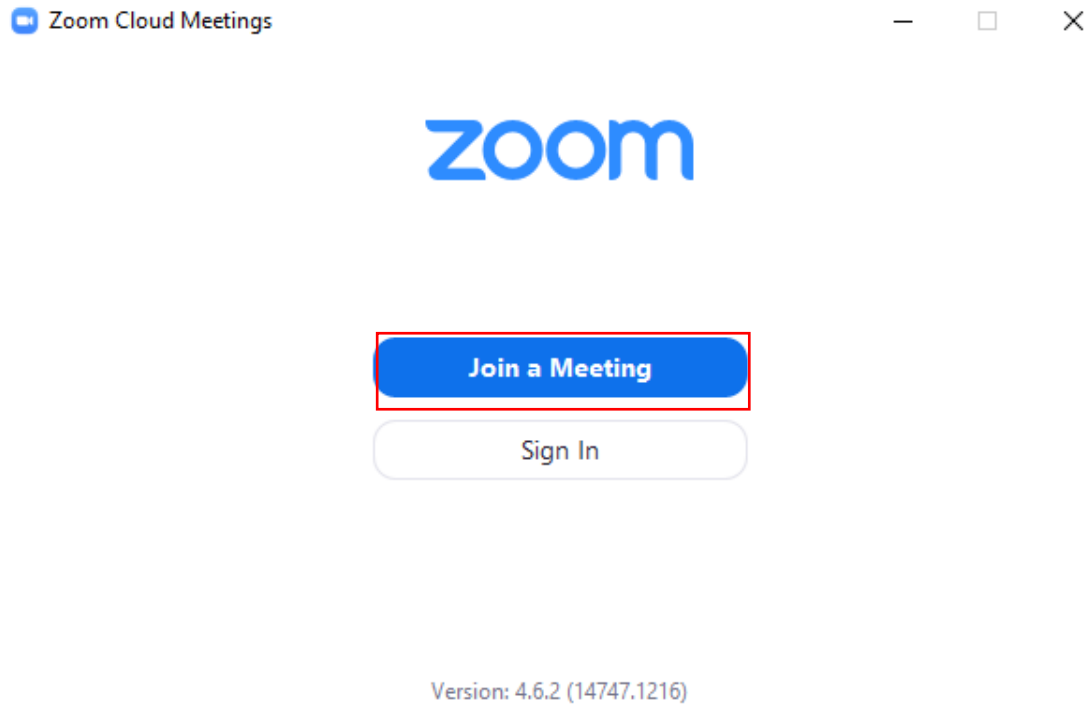 Zoom Cloud Meetings
zoom
Join a Meeting
Sign In
Version: 4.6.2 (14747.1216)